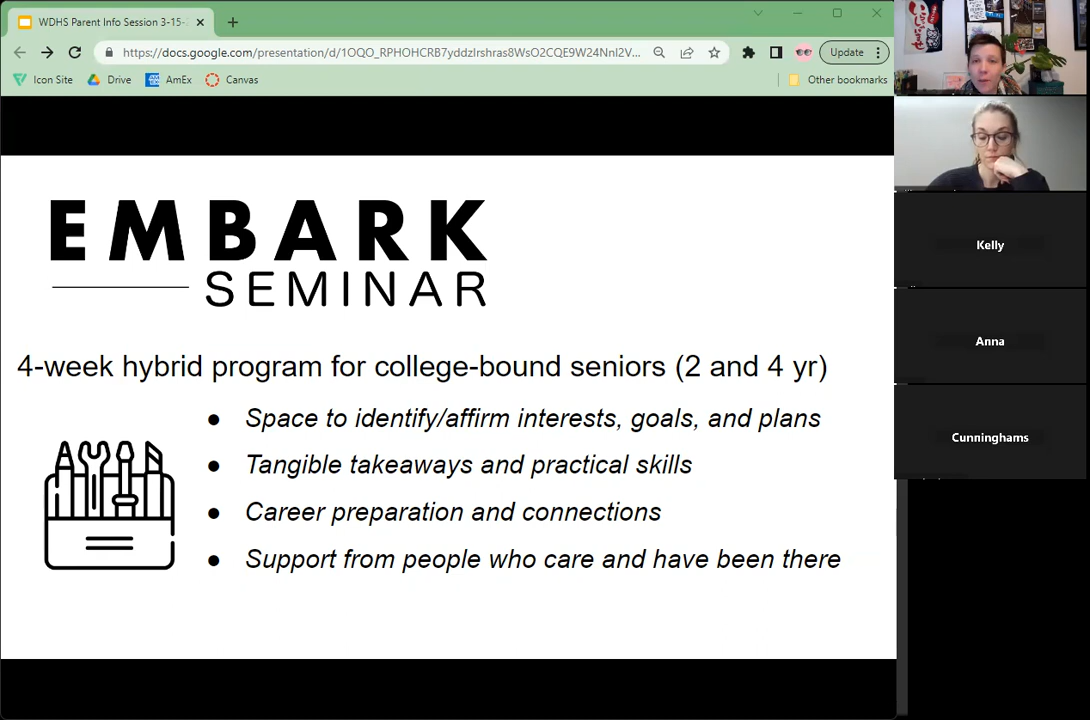 WDHS Parent Info Session 3-15-
https://docs.google.com/presentation/d/1OQO_RPHOHCRB7yddzIrshras8WsO2CQE9W24NnI2V...
Update
Icon Site
Drive
AmEx
Canvas
Other bookmarks
EMBARK
SEMINAR
4-week hybrid program for college-bound seniors (2 and 4 yr)
● Space to identify/affirm interests, goals, and plans
● Tangible takeaways and practical skills
● Career preparation and connections
● Support from people who care and have been there
Kelly
Anna
Cunninghams